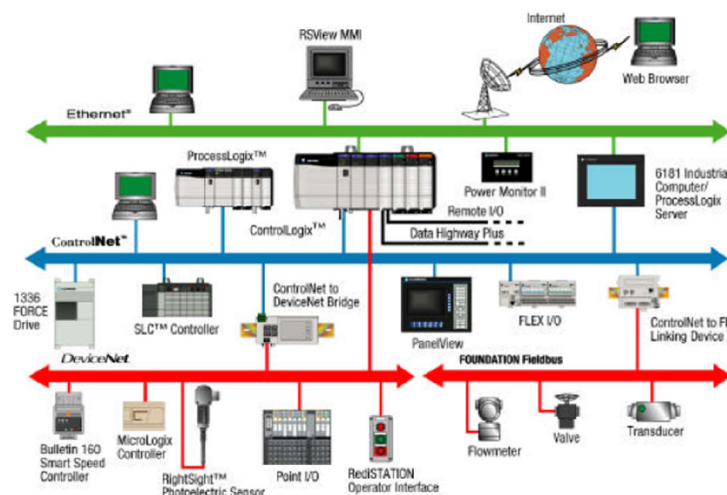 RSView MMI
Internet
Web Browser
Ethernet®
ProcessLogix™
ControlLogix™
Power Monitor II
6181 Industrial
Computer/
ProcessLogix
Server
Remote I/O
Data Highway Plus
ControlNet™
1336
FORCE
Drive
SLC™ Controller
ControlNet to
DeviceNet Bridge
PanelView
FLEX I/O
ControlNet to F
Linking Device
DeviceNet
FOUNDATION Fieldbus
Bulletin 160
Smart Speed
Controller
MicroLogix
Controller
RightSight™
Photoelectric Sensor
Point I/O
RediSTATION
Operator Interface
Flowmeter
Valve
Transducer